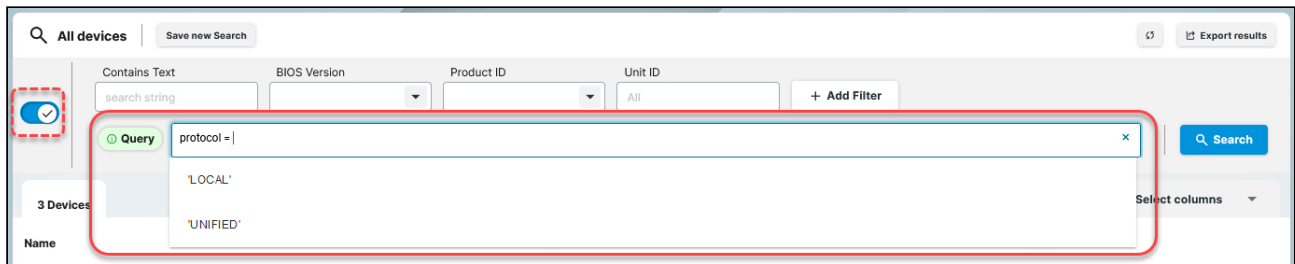 All devices
Save new Search
Export results
Contains Text
BIOS Version
Product ID
Unit ID
search string
All
+ Add Filter
Query
protocol =
×
Search
'LOCAL'
3 Devices
Select columns
'UNIFIED'
Name